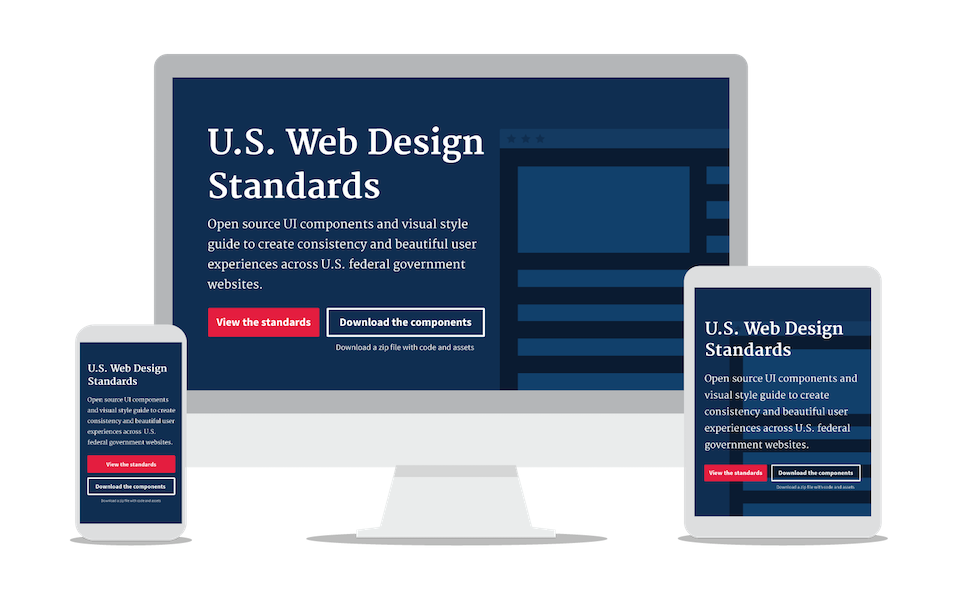 U.S. Web Design
Standards
Open source UI components and visual style
guide to create consistency and beautiful user
experiences across U.S. federal government
websites.
View the standards
Download the components
Download a zip file with code and assets
U.S. Web Design
Standards
Open source UI components
and visual style guide to create
consistency and beautiful user
experiences across U.S.
federal government websites.
View the standards
Download the components
Download a zip file with code and assets
U.S. Web Design
Standards
Open source UI components and
visual style guide to create
consistency and beautiful user
experiences across U.S. federal
government websites.
View the standards
Download the components
Download a zip file with code and assets